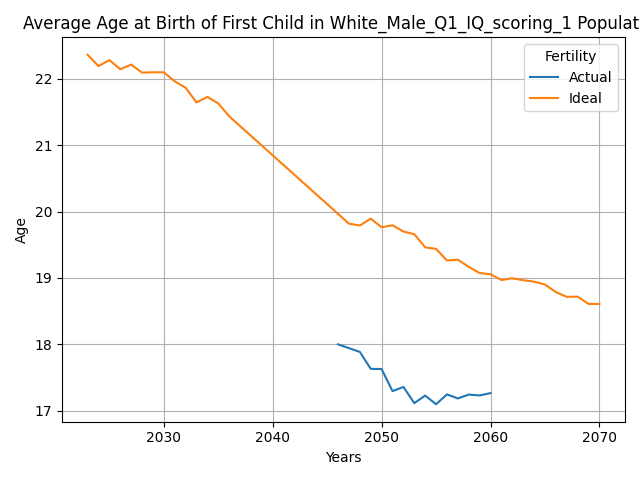 Average Age at Birth of First Child in White_Male_Q1_IQ_scoring_1 Populat
Fertility
Actual
Ideal
22
21
20
19
18
17
Age
2030 2040 2050 2060 2070
Years